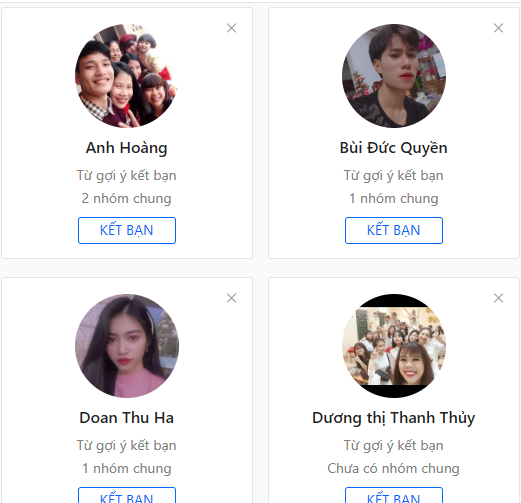 Anh Hoàng
Từ gợi ý kết bạn
2 nhóm chung
KẾT BẠN
Bùi Đức Quyền
Từ gợi ý kết bạn
1 nhóm chung
KẾT BẠN
Doan Thu Ha
Từ gợi ý kết bạn
1 nhóm chung
KẾT BẠN
Dương thị Thanh Thủy
Từ gợi ý kết bạn
Chưa có nhóm chung
KẾT BẠN